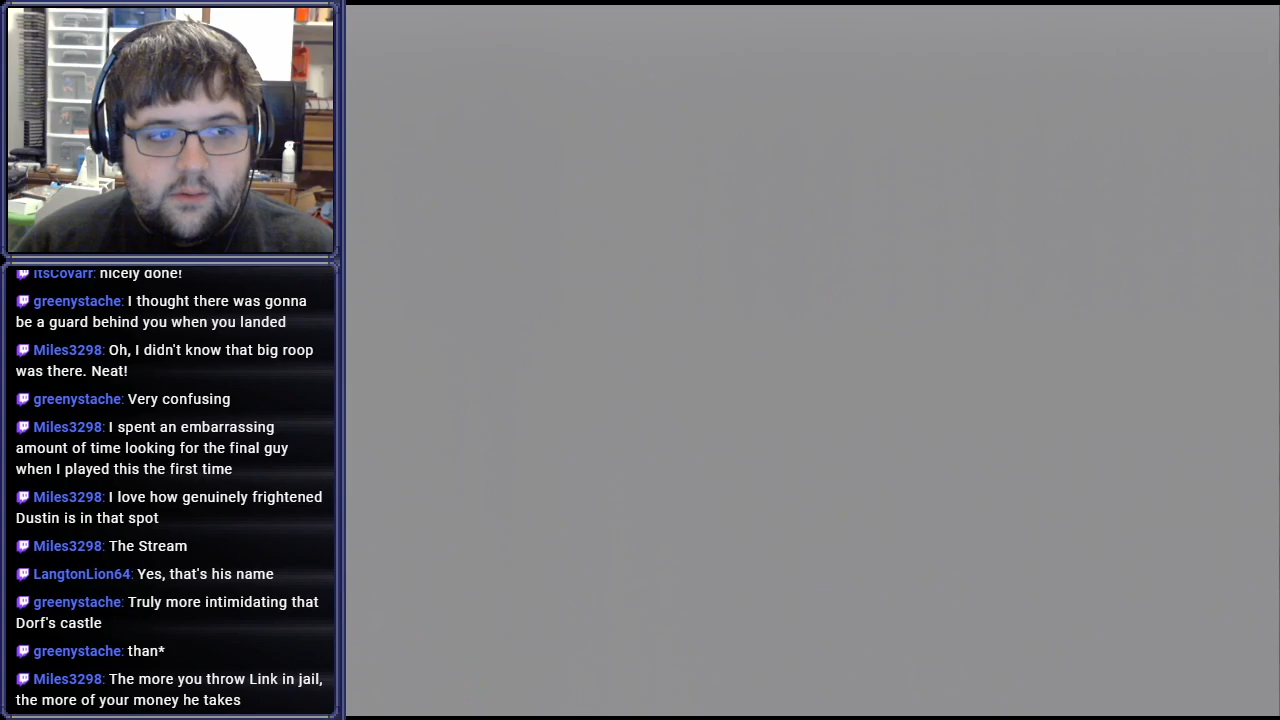 ItsCovarr: nicely done!
greenystache: I thought there was gonna
be a guard behind you when you landed
Miles3298: Oh, I didn't know that big roop
was there. Neat!
greenystache: Very confusing
Miles3298: I spent an embarrassing
amount of time looking for the final guy
when I played this the first time
Miles3298: I love how genuinely frightened
Dustin is in that spot
Miles3298: The Stream
LangtonLion64: Yes, that's his name
greenystache: Truly more intimidating that
Dorf's castle
greenystache: than*
Miles3298: The more you throw Link in jail,
the more of your money he takes